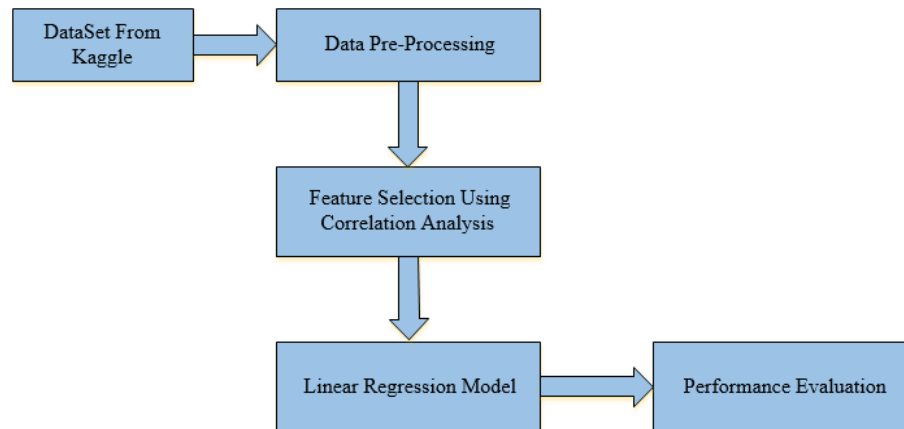 DataSet From
Kaggle
Data Pre-Processing
Feature Selection Using
Correlation Analysis
Linear Regression Model
Performance Evaluation